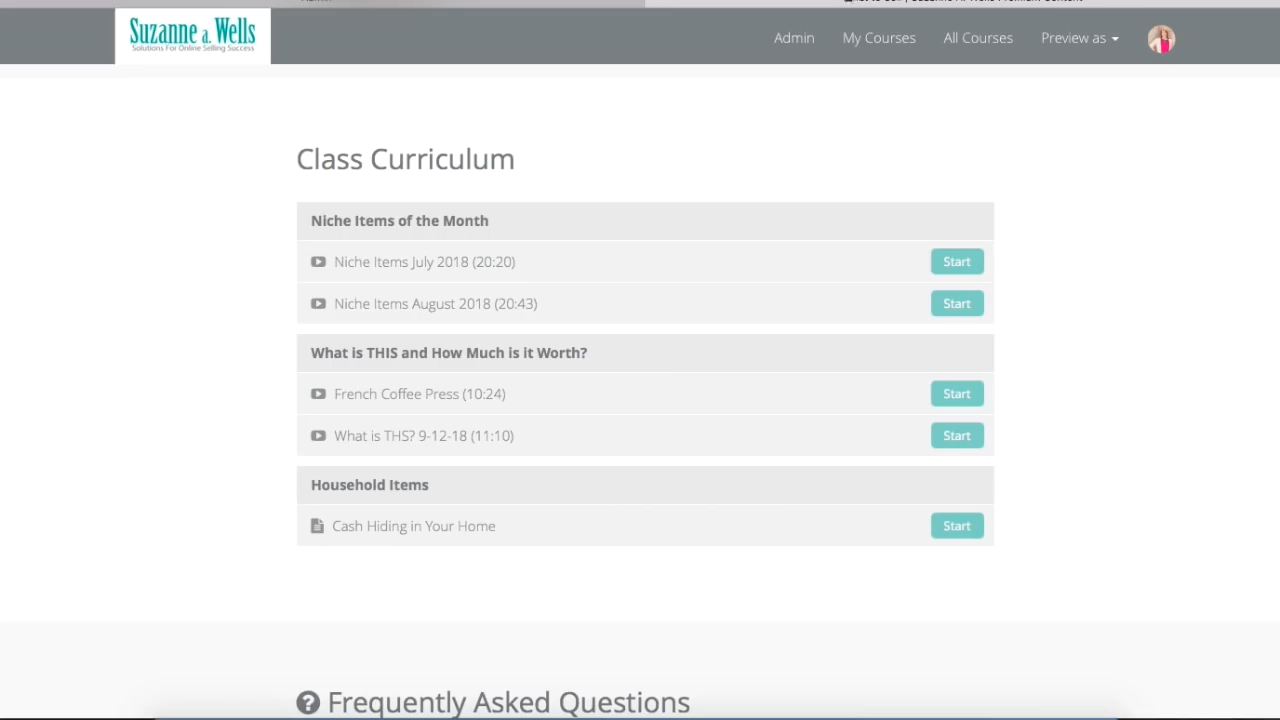 Suzanne a. Wells
Solutions For Online Selling Success
Admin
My Courses
All Courses
Preview as
Class Curriculum
Niche Items of the Month
Niche Items July 2018 (20:20)
Start
Niche Items August 2018 (20:43)
Start
What is THIS and How Much is it Worth?
French Coffee Press (10:24)
Start
What is THS? 9-12-18 (11:10)
Start
Household Items
Cash Hiding in Your Home
Start
Frequently Asked Questions